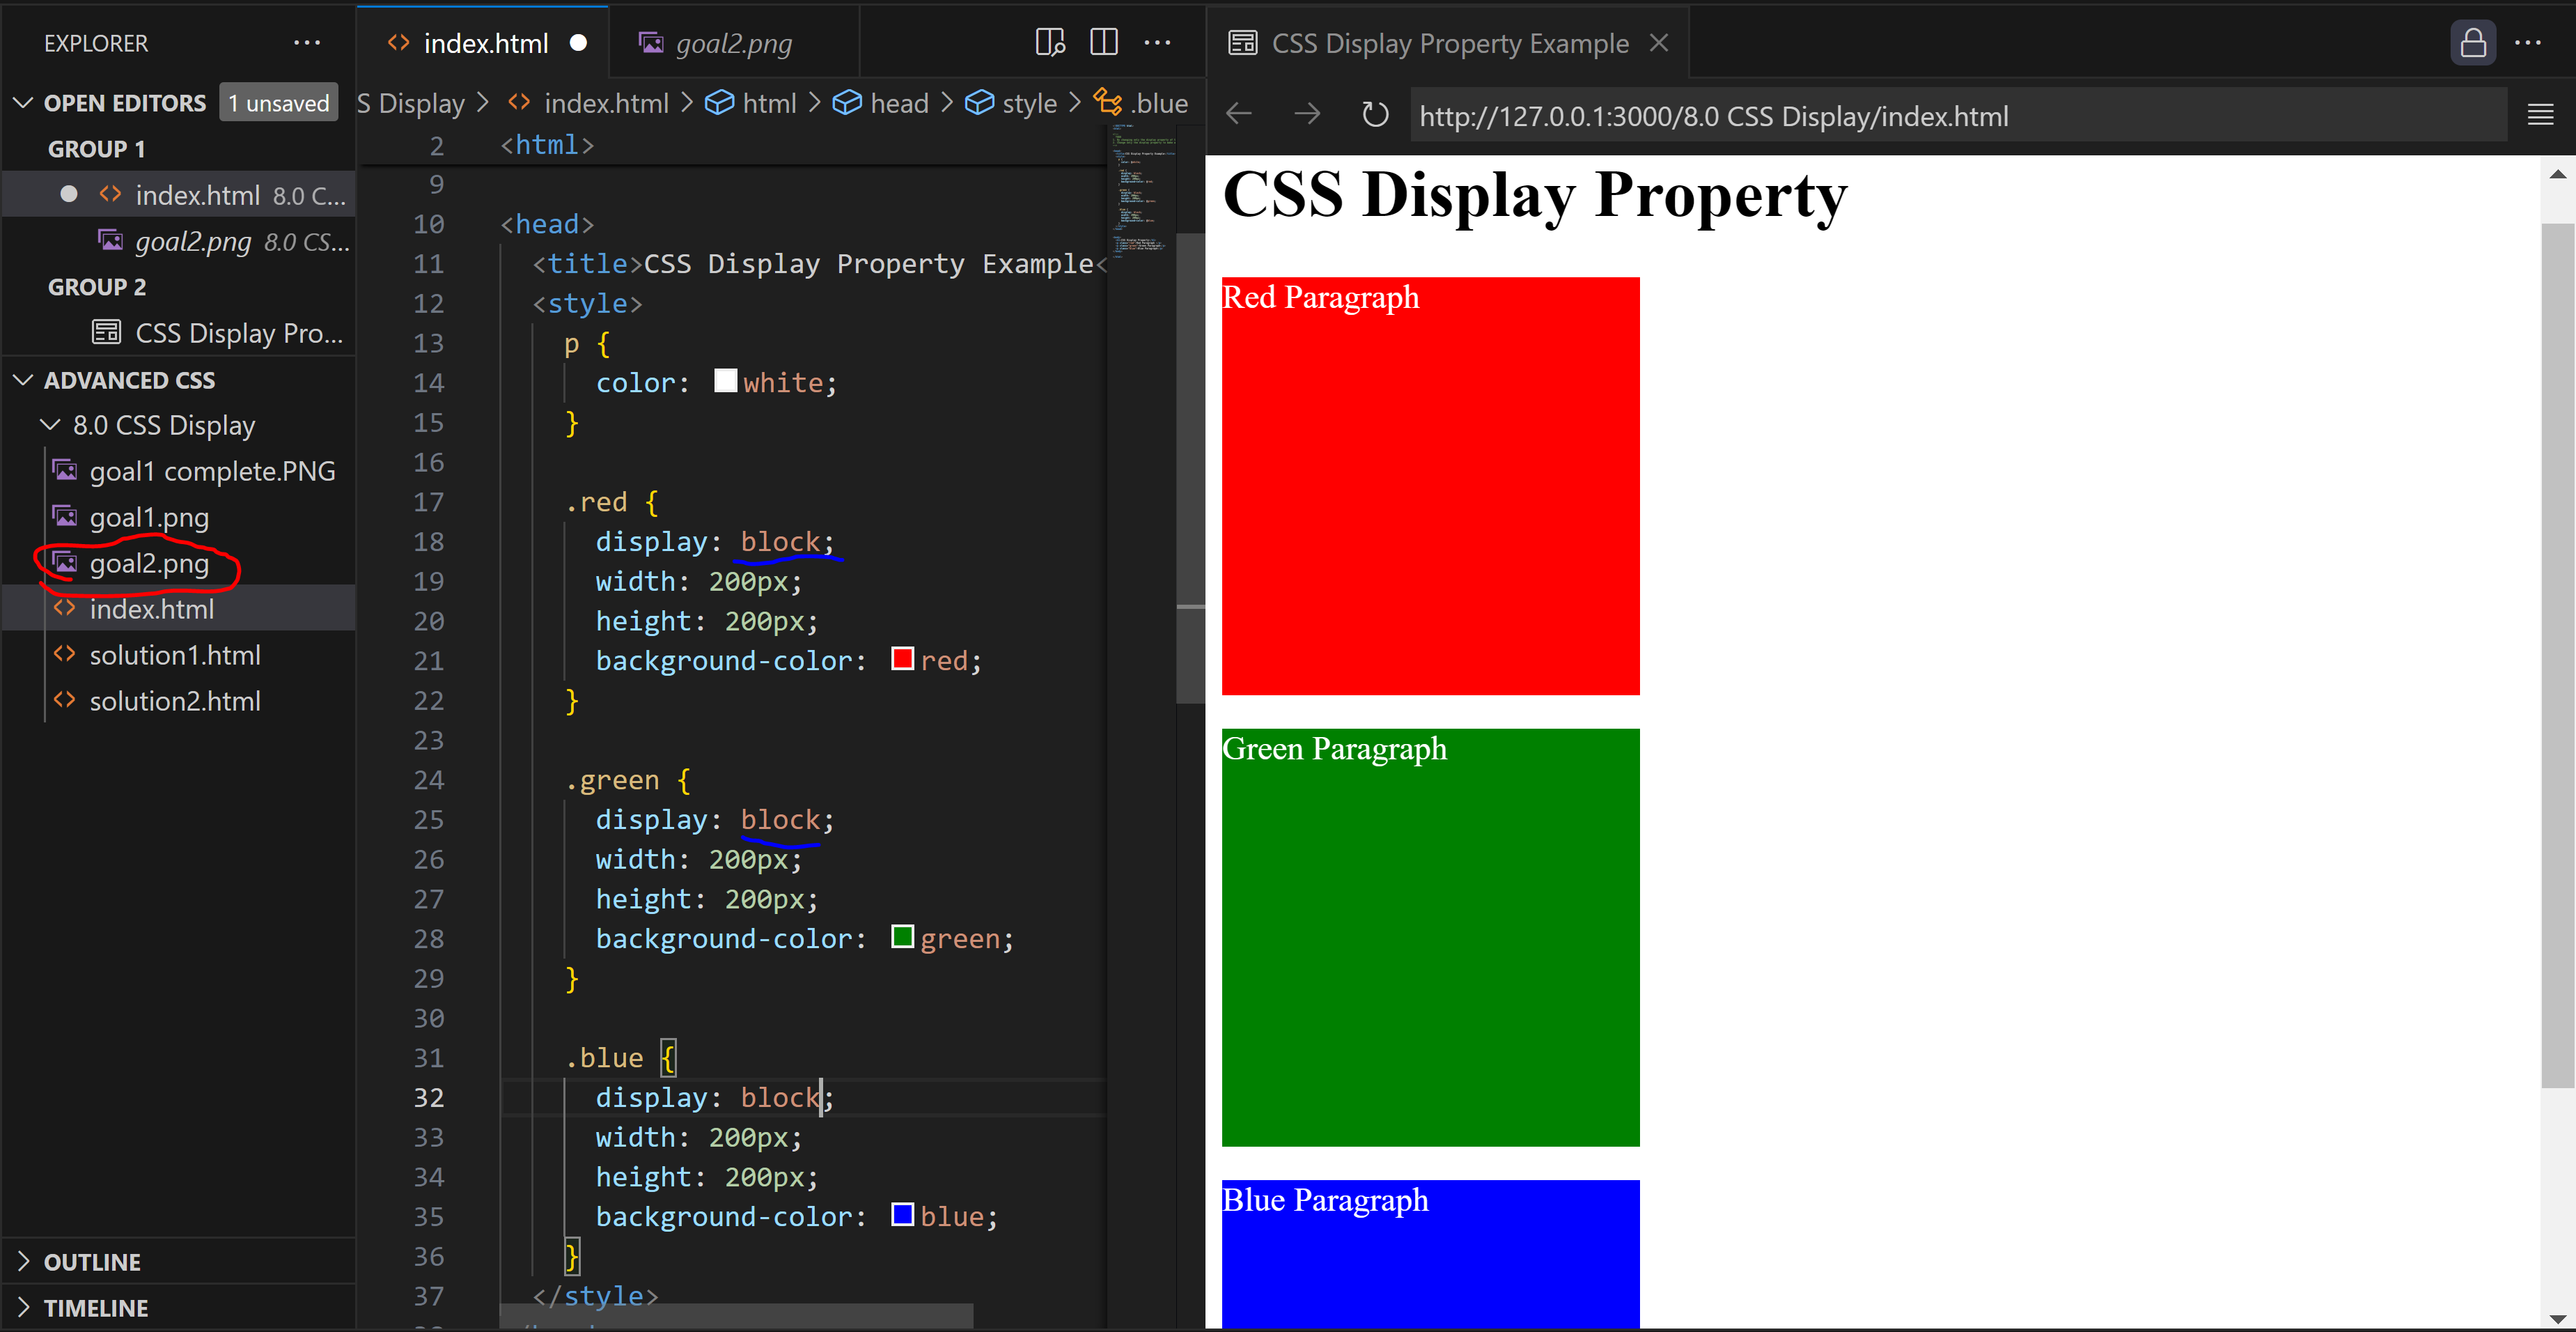 EXPLORER
OPEN EDITORS
1 unsaved
GROUP 1
index.html 8.0 C...
goal2.png 8.0 CS...
GROUP 2
CSS Display Pro...
ADVANCED CSS
8.0 CSS Display
goal1 complete.PNG
goal1.png
goal2.png
index.html
solution1.html
solution2.html
OUTLINE
TIMELINE
index.html
goal2.png
S Display > index.html > html > head > style > .blue
2 <html>
9
10 <head>
11 <title>CSS Display Property Example<
12 <style>
13 p {
14 color: white;
15 }
16
17 .red {
18 display: block;
19 width: 200px;
20 height: 200px;
21 background-color: red;
22 }
23
24 .green {
25 display: block;
26 width: 200px;
27 height: 200px;
28 background-color: green;
29 }
30
31 .blue {
32 display: block;
33 width: 200px;
34 height: 200px;
35 background-color: blue;
36 }
37 </style>
CSS Display Property Example
http://127.0.0.1:3000/8.0 CSS Display/index.html
CSS Display Property
Red Paragraph
Green Paragraph
Blue Paragraph